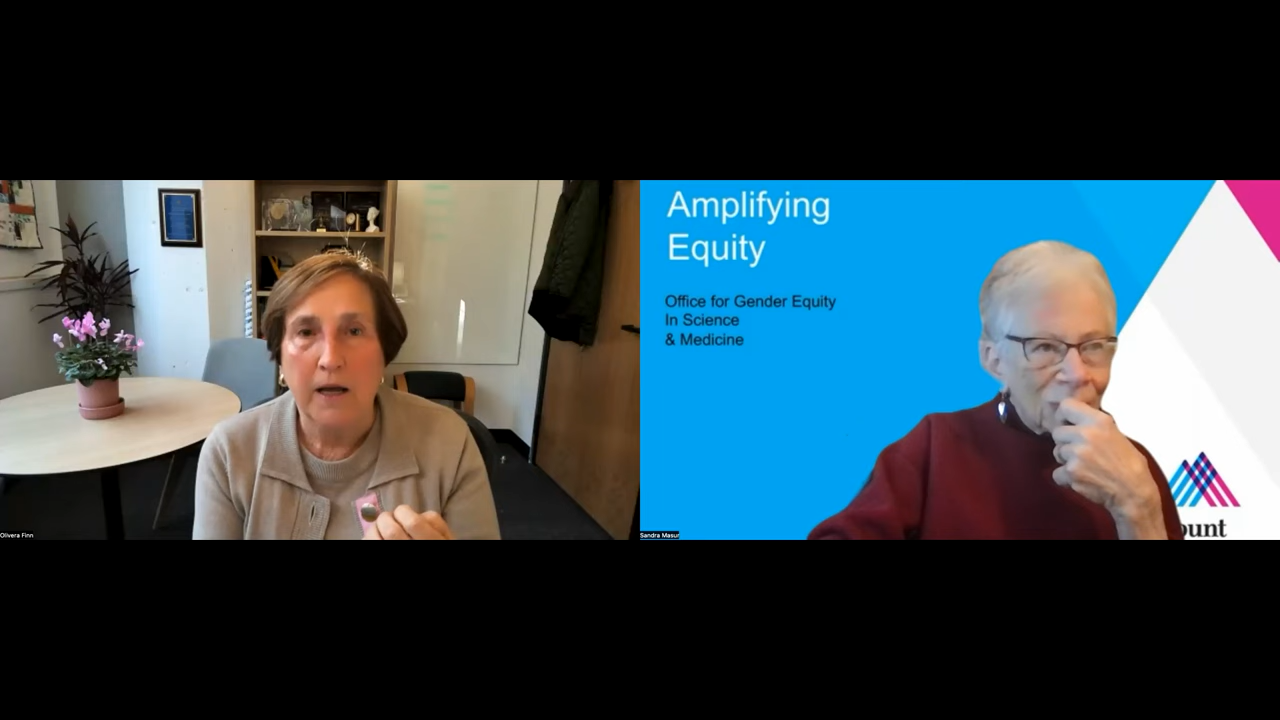 Amplifying
Equity
Office for Gender Equity
In Science
& Medicine
ount
Olivera Finn
Sandra Masur